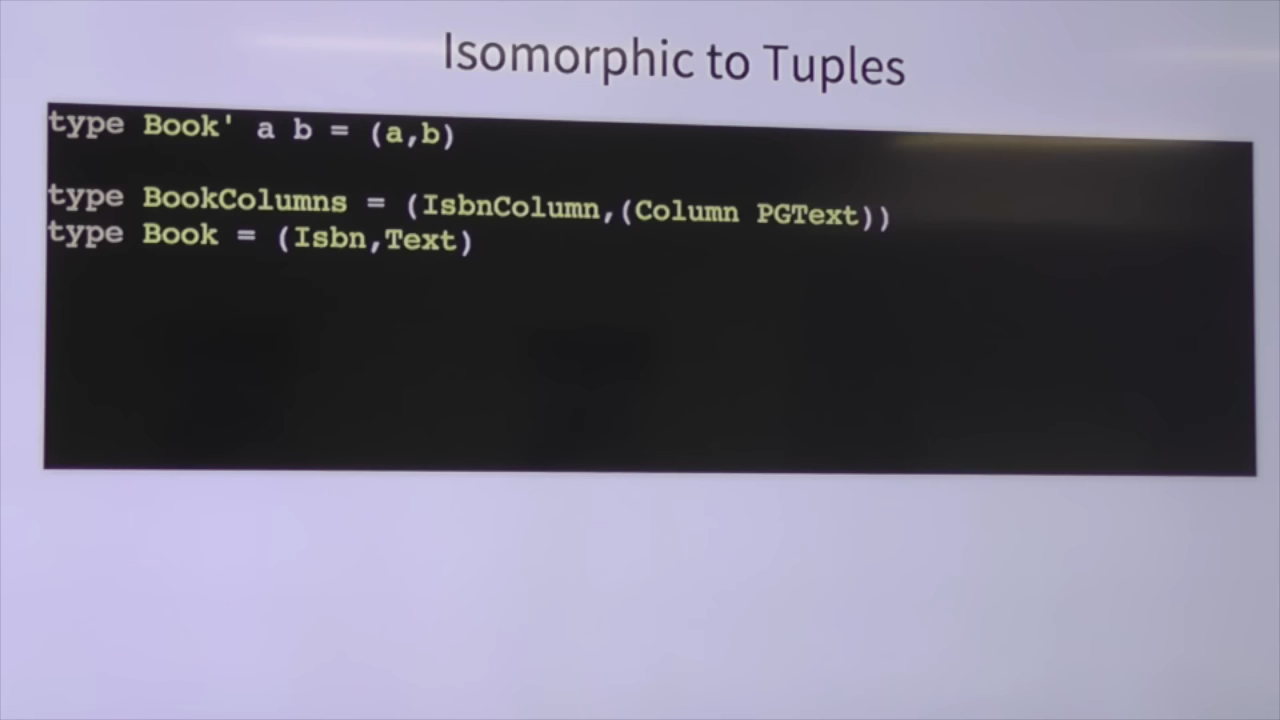 Isomorphic to Tuples
type Book' a b = (a,b)
type BookColumns = (IsbnColumn,(Column PGText))
type Book = (Isbn,Text)